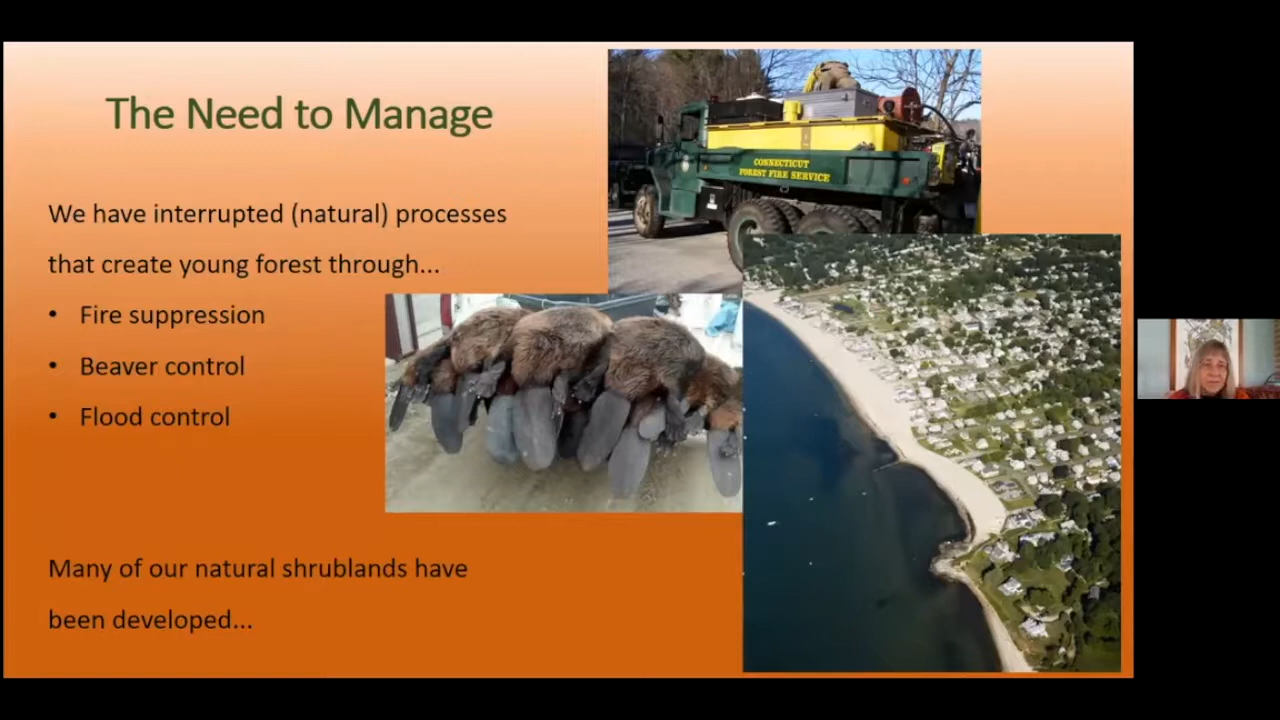 The Need to Manage
CONNECTICUT
FOREST FIRE SERVICE
We have interrupted (natural) processes
that create young forest through...
• Fire suppression
• Beaver control
• Flood control
Many of our natural shrublands have
been developed...